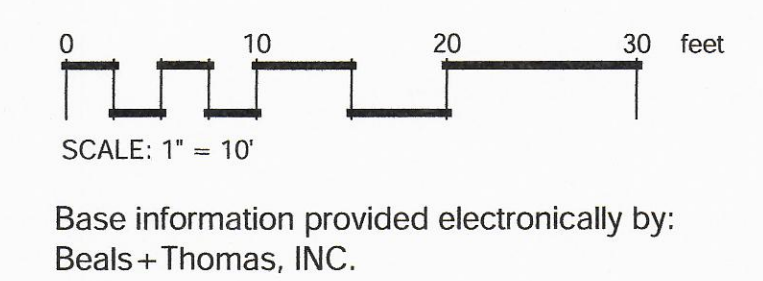 0 10 20 30 feet
SCALE: 1" = 10'
Base information provided electronically by:
Beals+Thomas, INC.